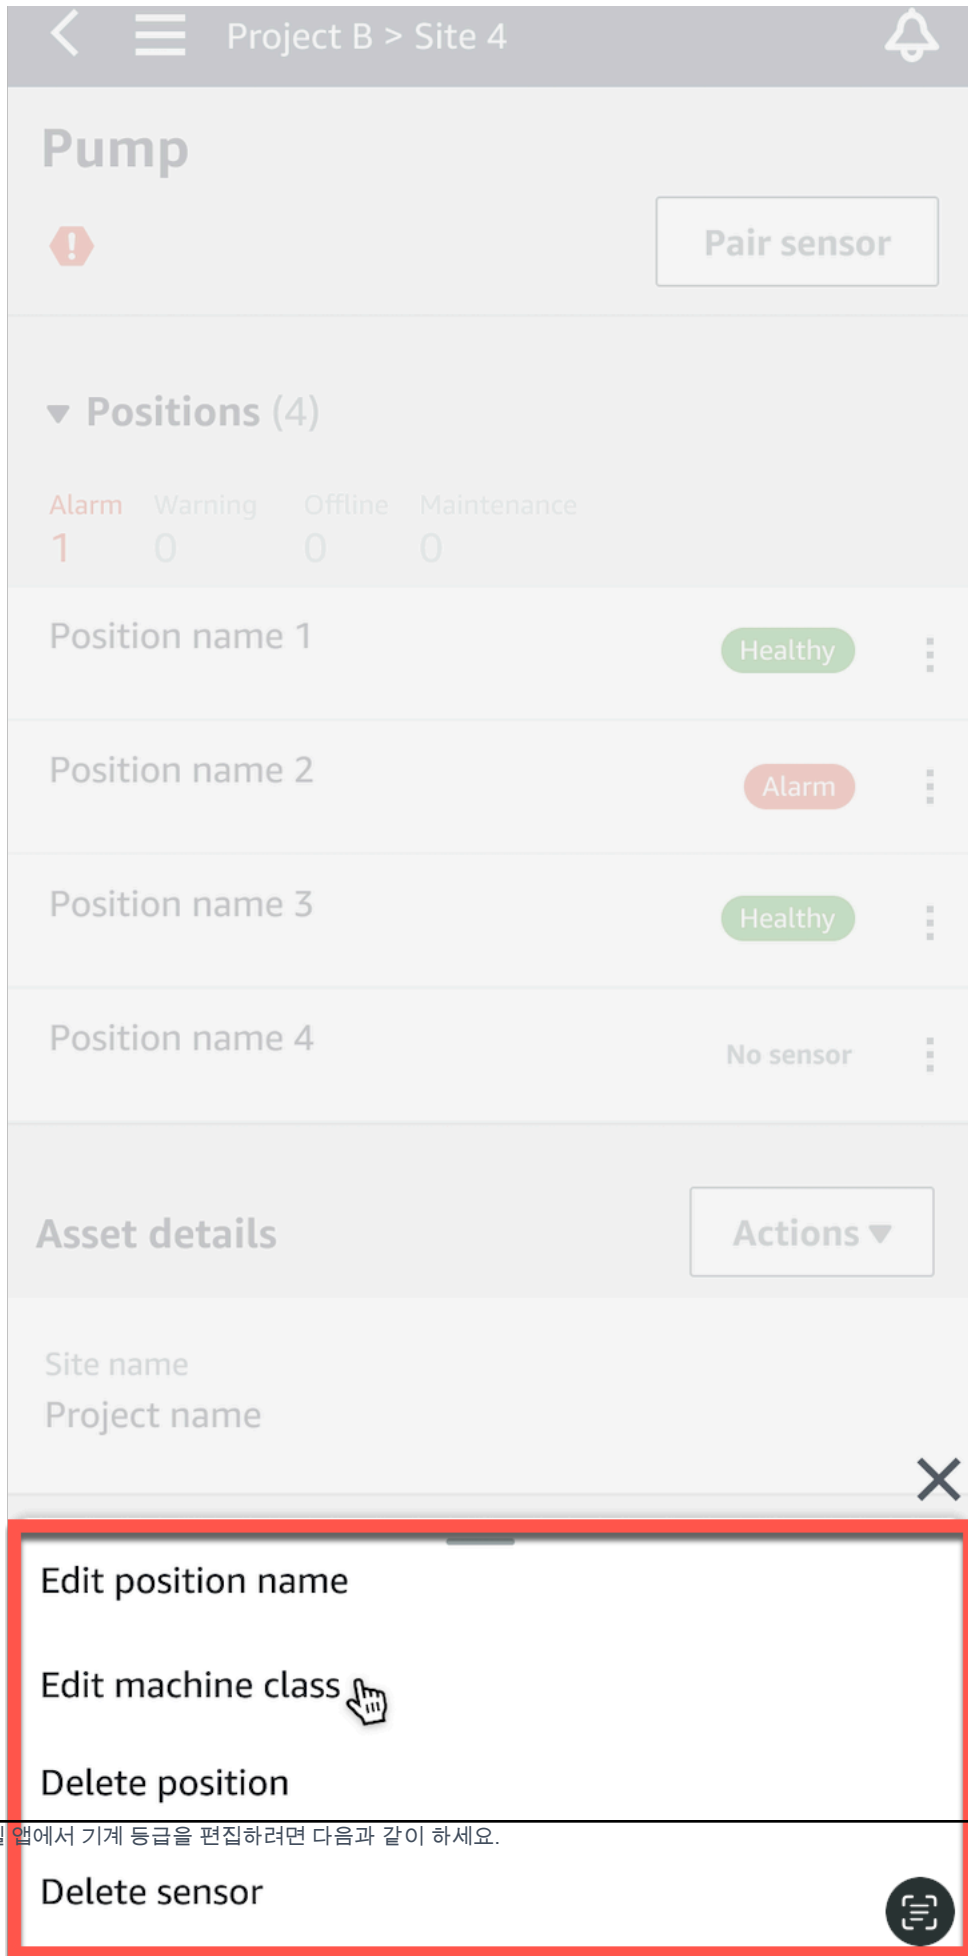 Project B > Site 4
Pump
Pair sensor
Positions (4)
Alarm Warning Offline Maintenance
1 0 0 0
Position name 1 Healthy
Position name 2 Alarm
Position name 3 Healthy
Position name 4 No sensor
Asset details Actions
Site name
Project name
Edit position name
Edit machine class
Delete position
앱에서 기계 등급을 편집하려면 다음과 같이 하세요.
Delete sensor